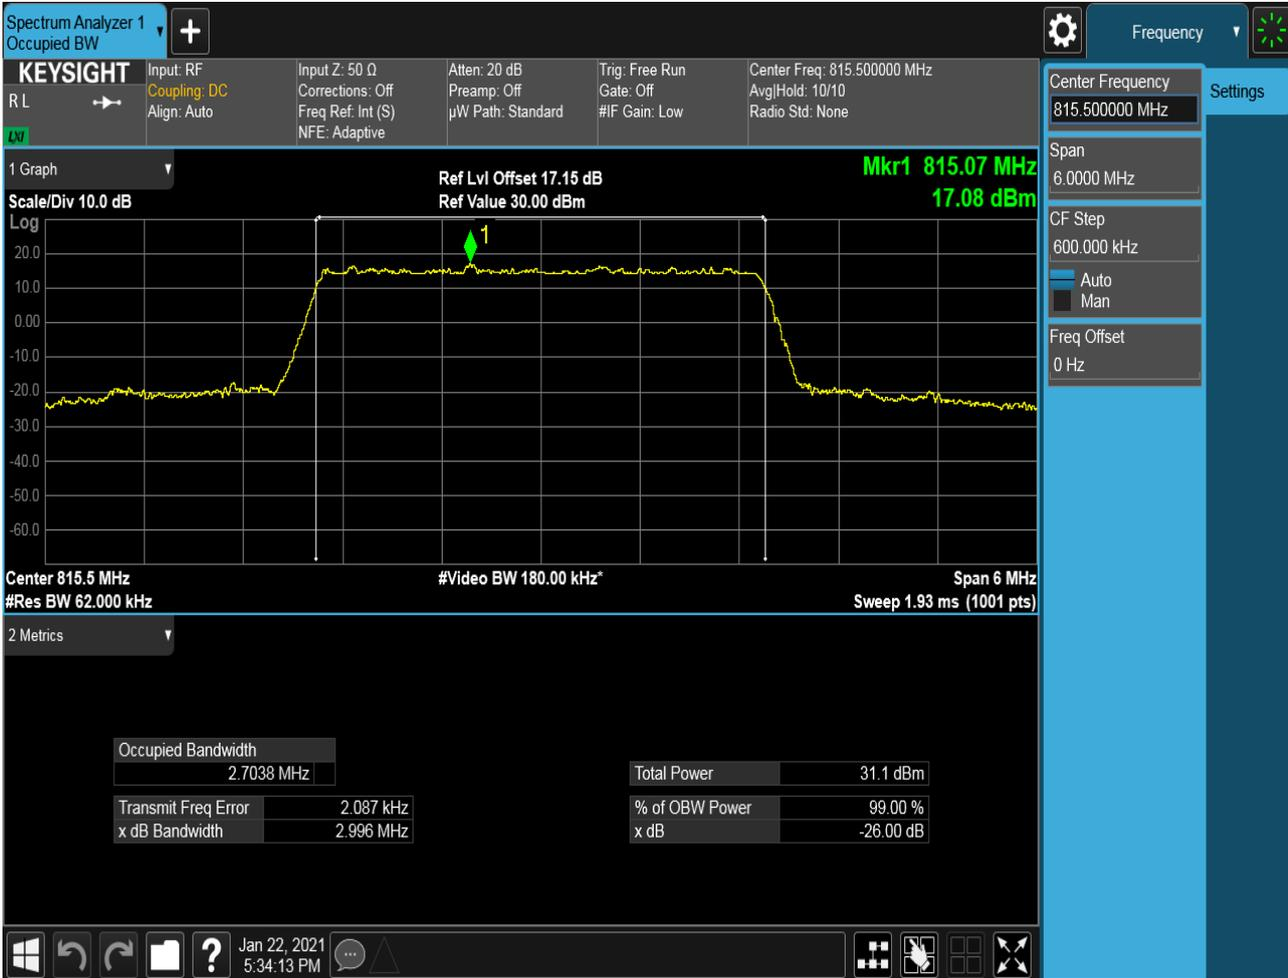 Spectrum Analyzer 1
Occupied BW
+
Frequency
KEYSIGHT
R L
LXI
Input: RF
Coupling: DC
Align: Auto
Input Z: 50 Ω
Corrections: Off
Freq Ref: Int (S)
NFE: Adaptive
Atten: 20 dB
Preamp: Off
µW Path: Standard
Trig: Free Run
Gate: Off
#IF Gain: Low
Center Freq: 815.500000 MHz
Avg|Hold: 10/10
Radio Std: None
Center Frequency
815.500000 MHz
Settings
Span
6.0000 MHz
CF Step
600.000 kHz
Auto
Man
Freq Offset
0 Hz
1 Graph
Scale/Div 10.0 dB
Ref Lvl Offset 17.15 dB
Ref Value 30.00 dBm
Mkr1 815.07 MHz
17.08 dBm
Log
1
20.0
10.0
0.00
-10.0
-20.0
-30.0
-40.0
-50.0
-60.0
Center 815.5 MHz
#Video BW 180.00 kHz*
Span 6 MHz
#Res BW 62.000 kHz
Sweep 1.93 ms (1001 pts)
2 Metrics
Occupied Bandwidth
2.7038 MHz
Transmit Freq Error 2.087 kHz
x dB Bandwidth 2.996 MHz
Total Power 31.1 dBm
% of OBW Power 99.00 %
x dB -26.00 dB
?
Jan 22, 2021
5:34:13 PM